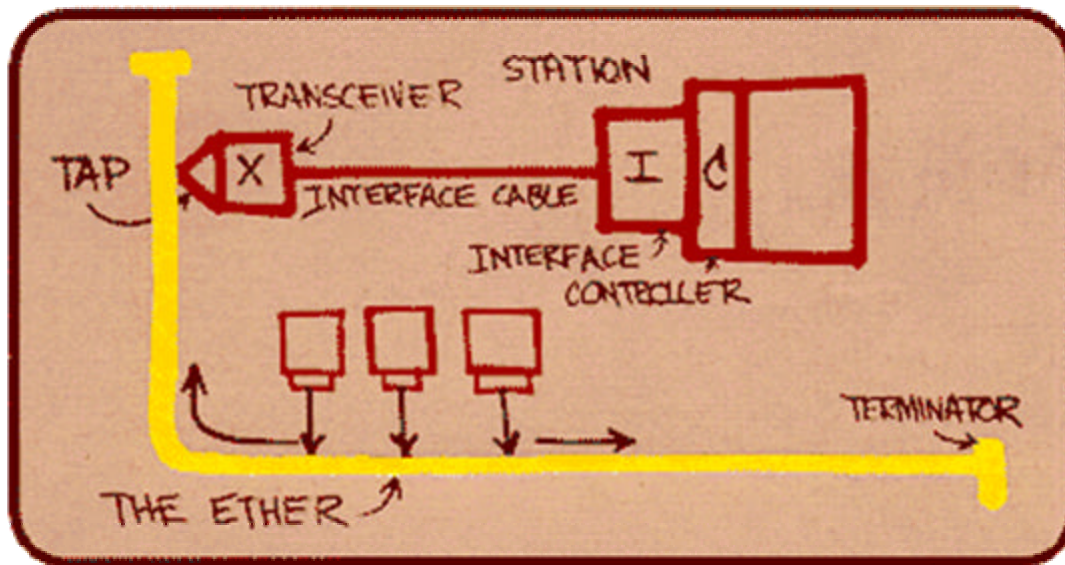 STATION
TRANSCEIVER
TAP
X
I
C
INTERFACE CABLE
INTERFACE
CONTROLLER
TERMINATOR
THE ETHER